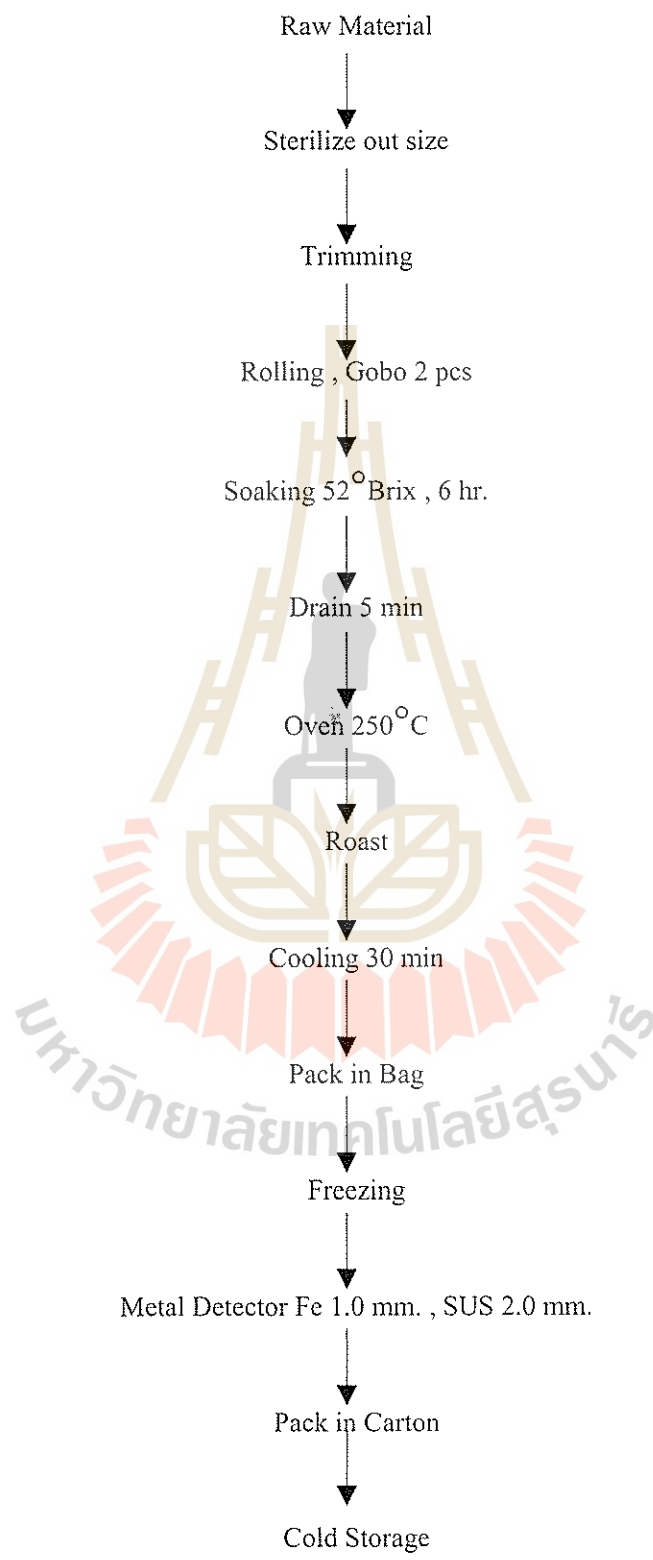 Raw Material
Sterilize out size
Trimming
Rolling , Gobo 2 pcs
Soaking 52°Brix , 6 hr.
Drain 5 min
Oven 250°C
Roast
Cooling 30 min
Pack in Bag
Freezing
Metal Detector Fe 1.0 mm. , SUS 2.0 mm.
Pack in Carton
Cold Storage
มหาวิทยาลัยเทคโนโลยีสุรนารี